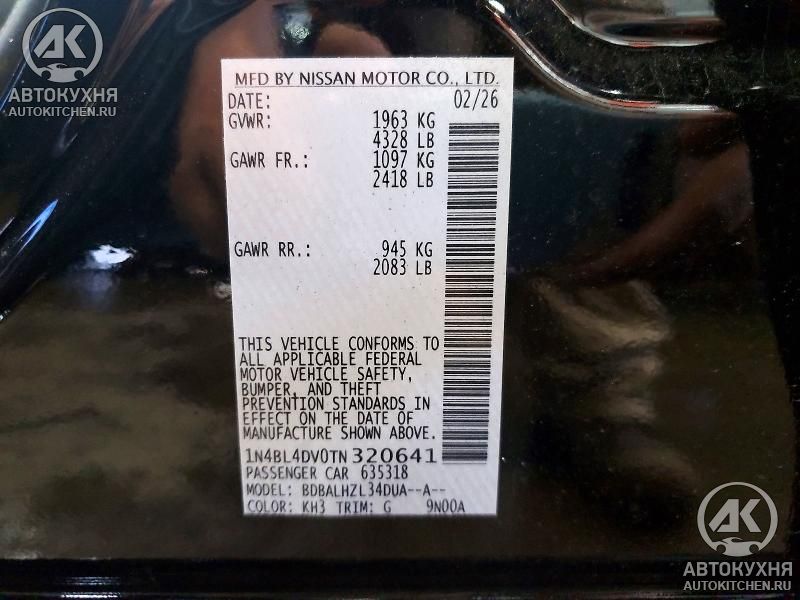 AK
АВТОКУХНЯ
AUTOKITCHEN.RU
MFD BY NISSAN MOTOR CO., LTD.
DATE: 02/26
GVWR: 1963 KG
4328 LB
GAWR FR.: 1097 KG
2418 LB
GAWR RR.: 945 KG
2083 LB
THIS VEHICLE CONFORMS TO
ALL APPLICABLE FEDERAL
MOTOR VEHICLE SAFETY,
BUMPER, AND THEFT
PREVENTION STANDARDS IN
EFFECT ON THE DATE OF
MANUFACTURE SHOWN ABOVE.
1N4BL4DV0TN320641
PASSENGER CAR 635318
MODEL: BDBALHZL34DUA--A--
COLOR: KH3 TRIM: G 9N00A
AK
АВТОКУХНЯ
AUTOKITCHEN.RU